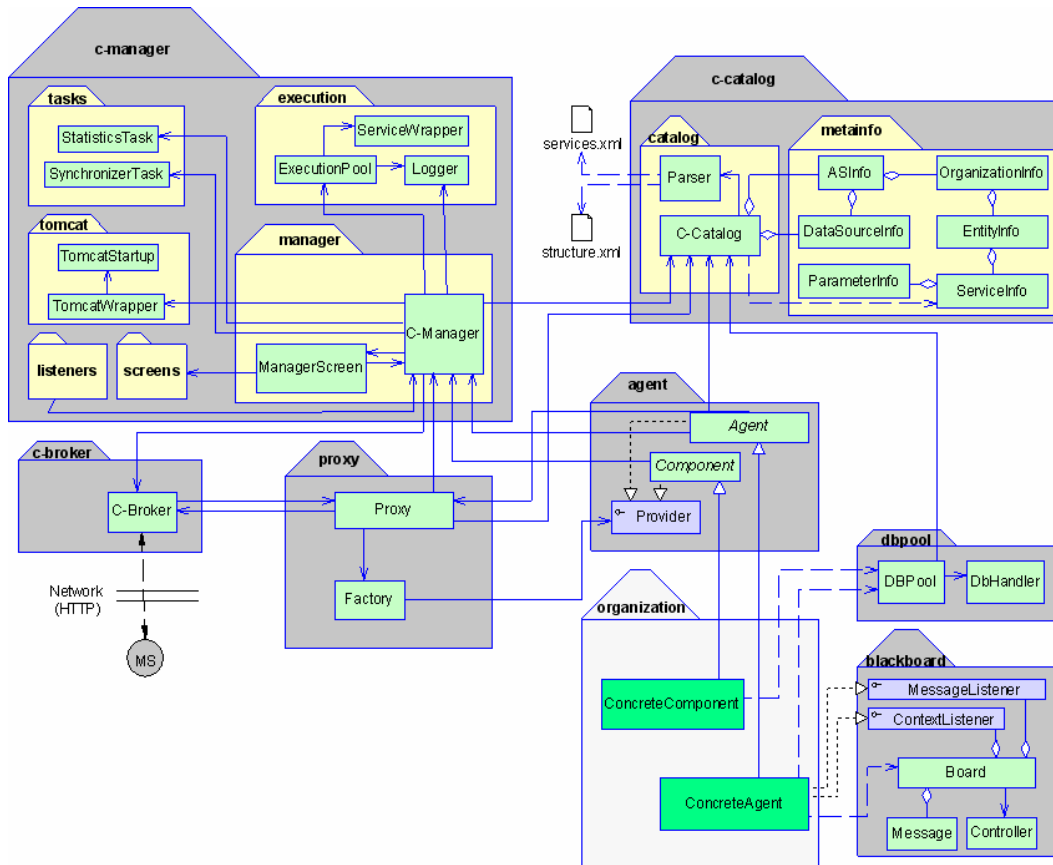 c-manager
tasks
StatisticsTask
SynchronizerTask
execution
ServiceWrapper
ExecutionPool
Logger
tomcat
TomcatStartup
TomcatWrapper
manager
C-Manager
ManagerScreen
listeners
screens
c-catalog
services.xml
structure.xml
catalog
Parser
C-Catalog
metainfo
ASInfo
OrganizationInfo
DataSourceInfo
EntityInfo
ParameterInfo
ServiceInfo
c-broker
C-Broker
Network
(HTTP)
MS
proxy
Proxy
Factory
agent
Agent
Component
Provider
organization
ConcreteComponent
ConcreteAgent
dbpool
DBPool
DbHandler
blackboard
MessageListener
ContextListener
Board
Message
Controller